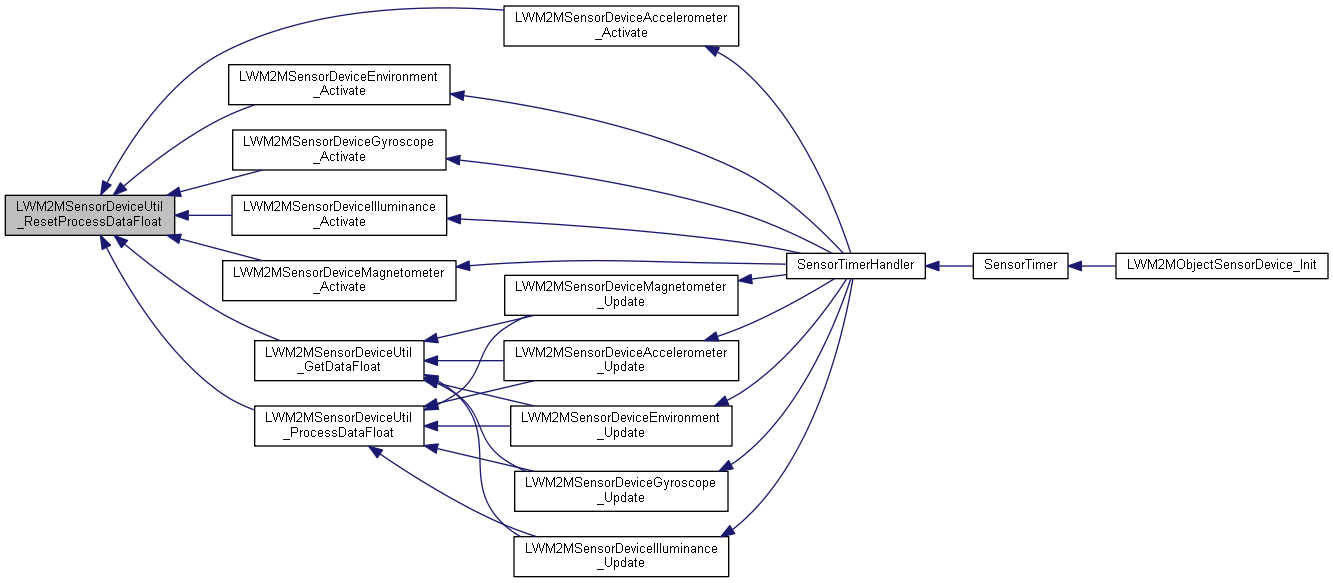 LWM2MSensorDeviceAccelerometer
_Activate
LWM2MSensorDeviceEnvironment
_Activate
LWM2MSensorDeviceGyroscope
_Activate
LWM2MSensorDeviceUtil
_ResetProcessDataFloat
LWM2MSensorDeviceIlluminance
_Activate
LWM2MSensorDeviceMagnetometer
_Activate
SensorTimerHandler
SensorTimer
LWM2MObjectSensorDevice_Init
LWM2MSensorDeviceMagnetometer
_Update
LWM2MSensorDeviceUtil
_GetDataFloat
LWM2MSensorDeviceAccelerometer
_Update
LWM2MSensorDeviceUtil
_ProcessDataFloat
LWM2MSensorDeviceEnvironment
_Update
LWM2MSensorDeviceGyroscope
_Update
LWM2MSensorDeviceIlluminance
_Update